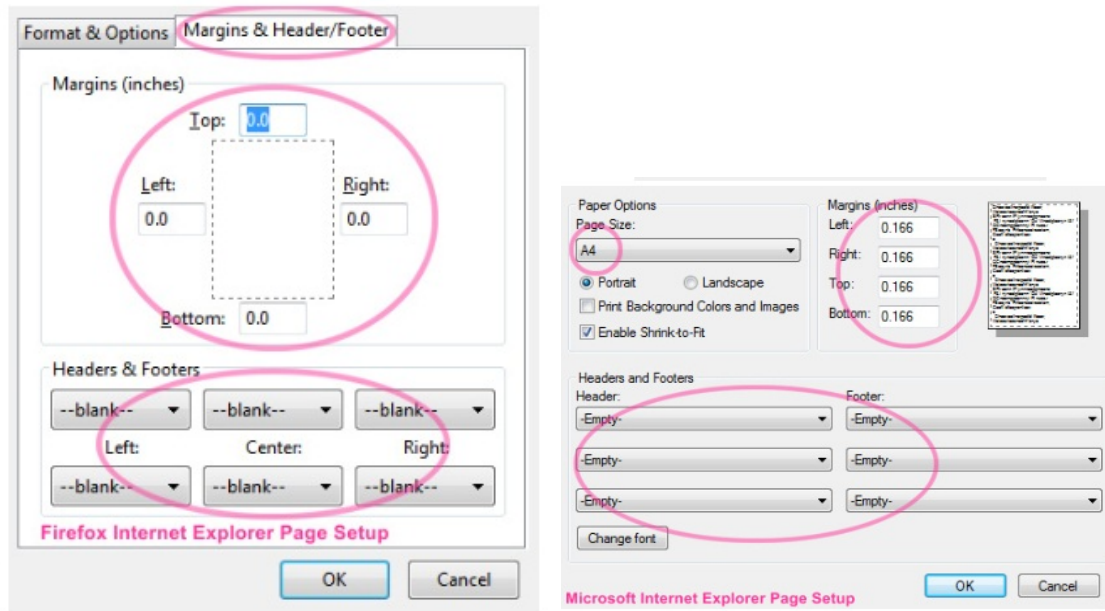 Format & Options
Margins & Header/Footer
Margins (inches)
Top: 0.0
Left:
Right:
0.0
0.0
Bottom: 0.0
Headers & Footers
--blank--
--blank--
--blank--
Left:
Center:
Right:
--blank--
--blank--
--blank--
Firefox Internet Explorer Page Setup
OK
Cancel
Paper Options
Page Size:
A4
Portrait
Landscape
Print Background Colors and Images
Enable Shrink-to-Fit
Margins (inches)
Left: 0.166
Right: 0.166
Top: 0.166
Bottom: 0.166
Headers and Footers
Header:
Footer:
-Empty-
-Empty-
-Empty-
-Empty-
-Empty-
-Empty-
Change font
OK
Cancel
Microsoft Internet Explorer Page Setup